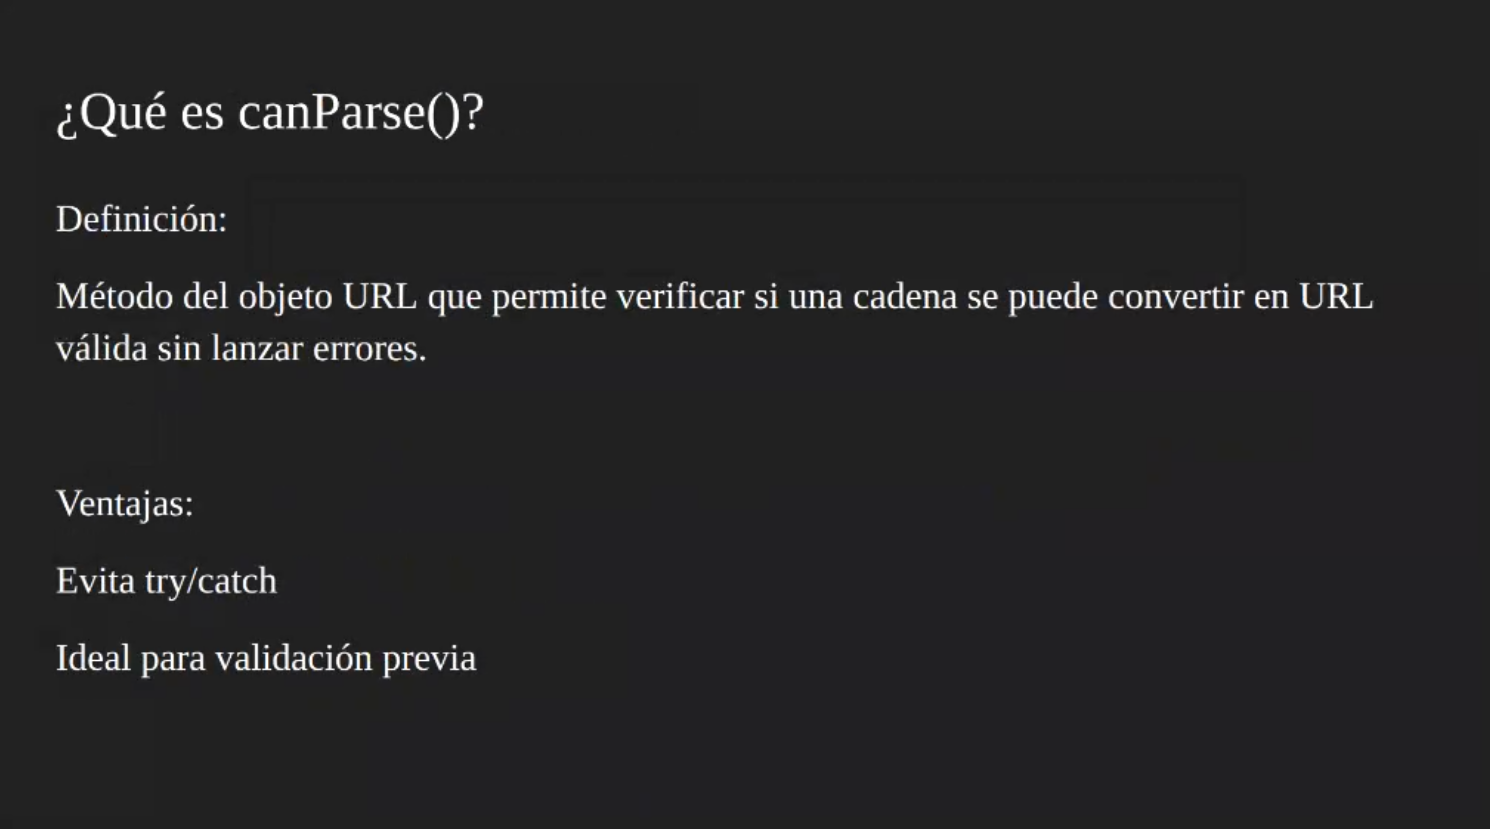 ¿Qué es canParse()?
Definición:
Método del objeto URL que permite verificar si una cadena se puede convertir en URL
válida sin lanzar errores.
Ventajas:
Evita try/catch
Ideal para validación previa